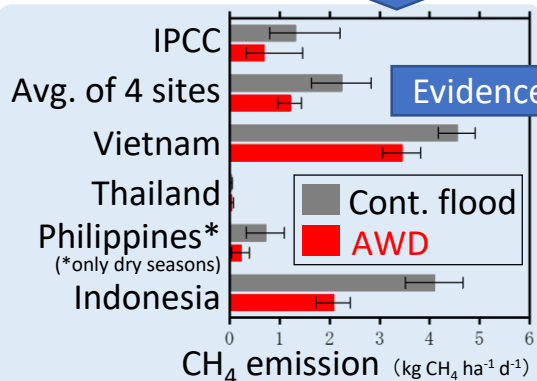 IPCC
Avg. of 4 sites
Evidence
Vietnam
Thailand
Cont. flood
Philippines*
AWD
(*only dry seasons)
Indonesia
0 1 2 3 4 5 6
CH₄ emission (kg CH₄ ha⁻¹ d⁻¹)